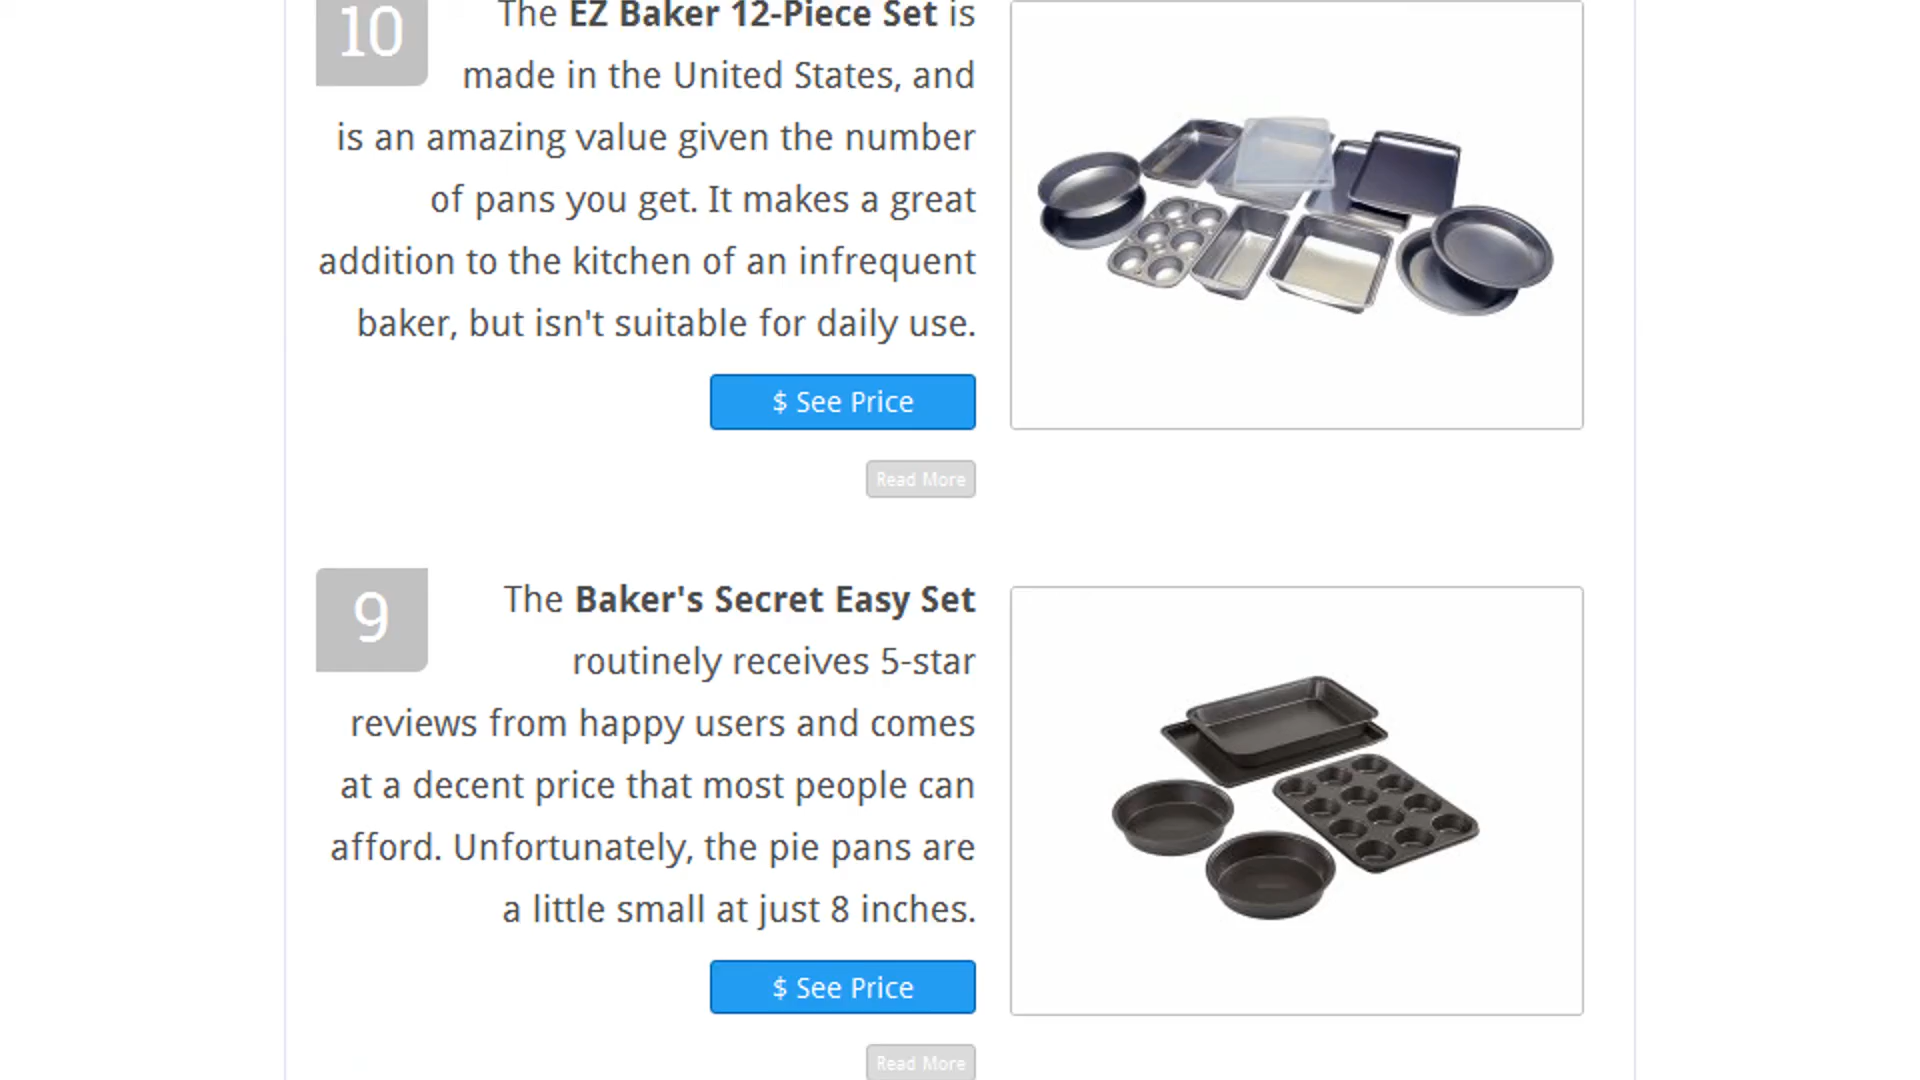 10
The EZ Baker 12-Piece Set is
made in the United States, and
is an amazing value given the number
of pans you get. It makes a great
addition to the kitchen of an infrequent
baker, but isn't suitable for daily use.
$ See Price
Read More
9
The Baker's Secret Easy Set
routinely receives 5-star
reviews from happy users and comes
at a decent price that most people can
afford. Unfortunately, the pie pans are
a little small at just 8 inches.
$ See Price
Read More